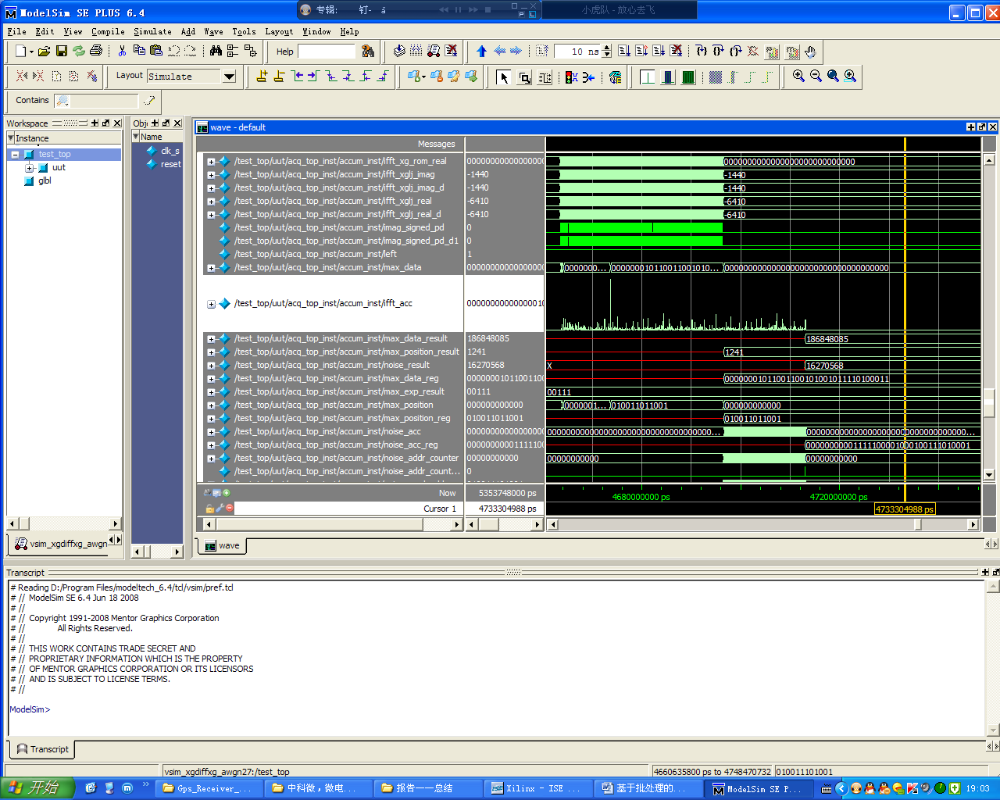 ModelSim SE PLUS 6.4
专辑: 钉- á
小虎队 - 放心去飞
File Edit View Compile Simulate Add Wave Tools Layout Window Help
Help
10 ns
Layout Simulate
Contains
Workspace
Instance
test_top
uut
glbl
vsim_xgdiffxg_awgn
Obj
Name
clk_s
reset
wave - default
Messages
/test_top/uut/acq_top_inst/accum_inst/ifft_xg_rom_real
/test_top/uut/acq_top_inst/accum_inst/ifft_xglj_imag -1440 -1440
/test_top/uut/acq_top_inst/accum_inst/ifft_xglj_imag_d -1440 -1440
/test_top/uut/acq_top_inst/accum_inst/ifft_xglj_real -6410 -6410
/test_top/uut/acq_top_inst/accum_inst/ifft_xglj_real_d -6410 -6410
/test_top/uut/acq_top_inst/accum_inst/imag_signed_pd 0
/test_top/uut/acq_top_inst/accum_inst/imag_signed_pd_d1 0
/test_top/uut/acq_top_inst/accum_inst/left 1
/test_top/uut/acq_top_inst/accum_inst/max_data 0000000...
/test_top/uut/acq_top_inst/accum_inst/ifft_acc
/test_top/uut/acq_top_inst/accum_inst/max_data_result 186848085 186848085
/test_top/uut/acq_top_inst/accum_inst/max_position_result 1241 1241
/test_top/uut/acq_top_inst/accum_inst/noise_result 16270568 X 16270568
/test_top/uut/acq_top_inst/accum_inst/max_data_reg
/test_top/uut/acq_top_inst/accum_inst/max_exp_result 00111 00111
/test_top/uut/acq_top_inst/accum_inst/max_position 000000000000 0000001... 010011011001 000000000000
/test_top/uut/acq_top_inst/accum_inst/max_position_reg 010011011001 010011011001
/test_top/uut/acq_top_inst/accum_inst/noise_acc
/test_top/uut/acq_top_inst/accum_inst/noise_acc_reg
/test_top/uut/acq_top_inst/accum_inst/noise_addr_counter 00000000000 00000000000 00000000000
/test_top/uut/acq_top_inst/accum_inst/noise_addr_count... 0
Now 5353748000 ps 4680000000 ps 4720000000 ps
Cursor 1 4733304988 ps 4733304988 ps
wave
Transcript
# Reading D:/Program Files/modeltech_6.4/tcl/vsim/pref.tcl
# // ModelSim SE 6.4 Jun 18 2008
# //
# // Copyright 1991-2008 Mentor Graphics Corporation
# // All Rights Reserved.
# //
# // THIS WORK CONTAINS TRADE SECRET AND
# // PROPRIETARY INFORMATION WHICH IS THE PROPERTY
# // OF MENTOR GRAPHICS CORPORATION OR ITS LICENSORS
# // AND IS SUBJECT TO LICENSE TERMS.
# //
ModelSim>
Transcript
vsim_xgdiffxg_awgn27:/test_top 4660635800 ps to 4748470732 010011101001
开始 Gps_Receiver_... 中科微，微电... 报告——总结 Xilinx - ISE ... 基于批处理的... ModelSim SE P... 19:03